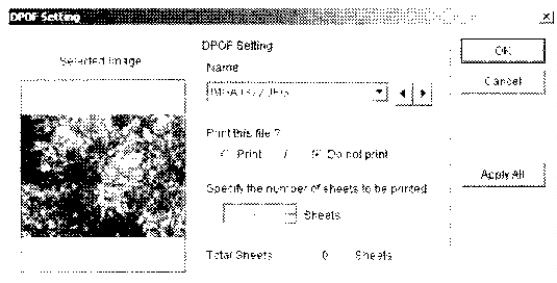 DPOF Setting
Selected Image
DPOF Setting
Name
Print this file ?
Print / Do not print
Specify the number of sheets to be printed
Sheets
Total Sheets 0 Sheets
OK
Cancel
Apply All